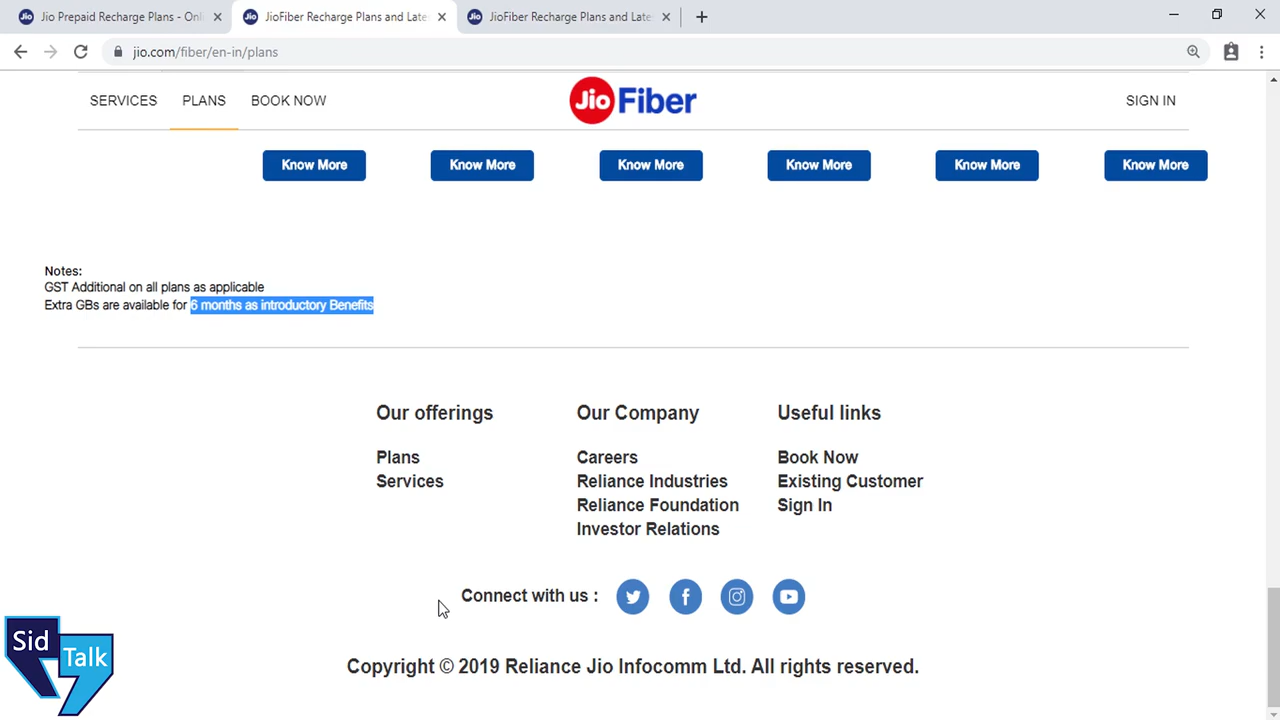 Jio Prepaid Recharge Plans - Onl
JioFiber Recharge Plans and Late
JioFiber Recharge Plans and Late
jio.com/fiber/en-in/plans
SERVICES PLANS BOOK NOW Jio Fiber SIGN IN
Know More Know More Know More Know More Know More Know More
Notes:
GST Additional on all plans as applicable
Extra GBs are available for 6 months as introductory Benefits
Our offerings
Plans
Services
Our Company
Careers
Reliance Industries
Reliance Foundation
Investor Relations
Useful links
Book Now
Existing Customer
Sign In
Connect with us :
Copyright © 2019 Reliance Jio Infocomm Ltd. All rights reserved.
Sid
Talk